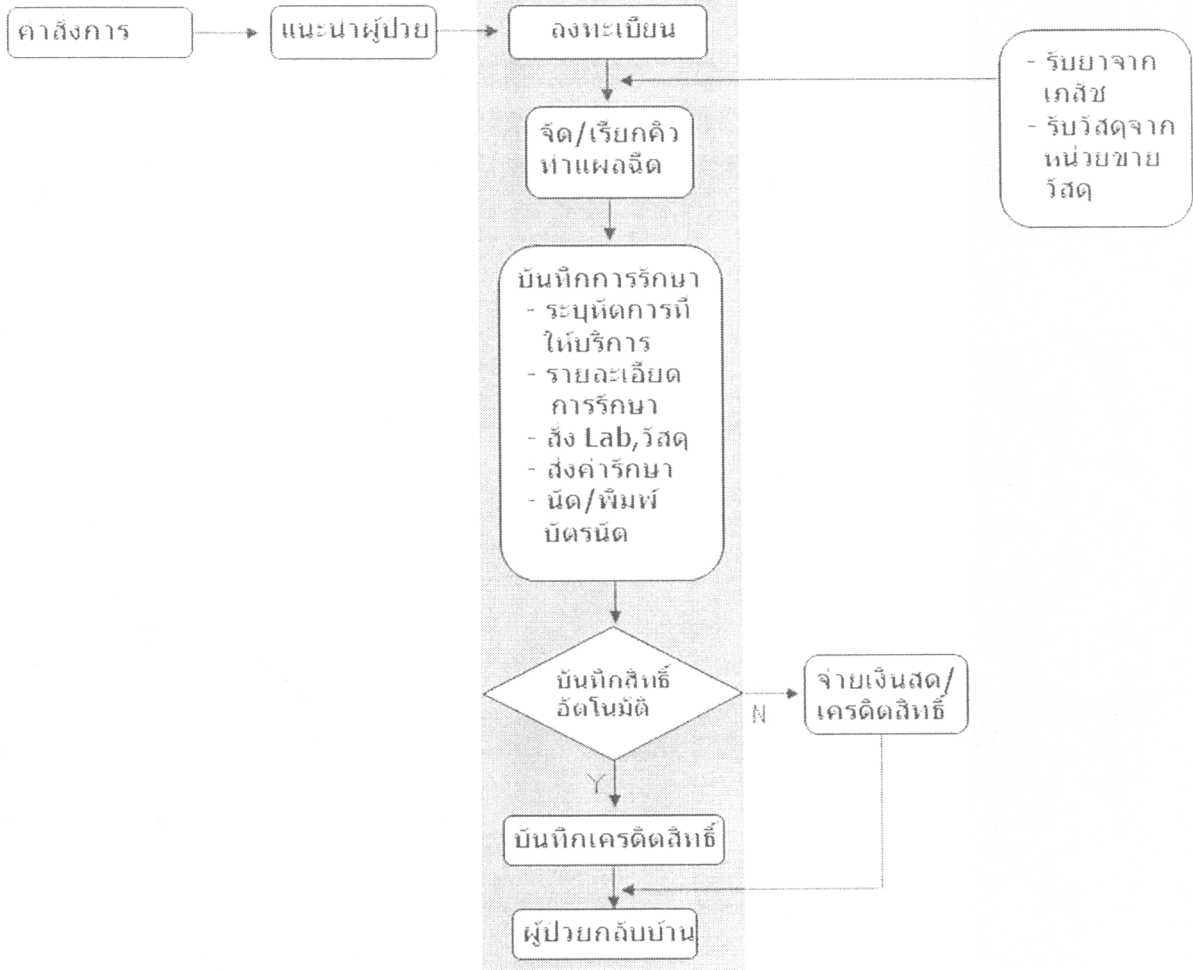 คำสั่งการ
แนะนำผู้ป่วย
ลงทะเบียน
- รับยาจาก
เภสัช
- รับวัสดุจาก
หน่วยขาย
วัสดุ
จัด/เรียกคิว
ทำแผลฉีด
บันทึกการรักษา
- ระบุหัตการที่
ให้บริการ
- รายละเอียด
การรักษา
- สั่ง Lab,วัสดุ
- ส่งค่ารักษา
- นัด/พิมพ์
บัตรนัด
บันทึกสิทธิ์
อัตโนมัติ
N
จ่ายเงินสด/
เครดิตสิทธิ์
Y
บันทึกเครดิตสิทธิ์
ผู้ป่วยกลับบ้าน